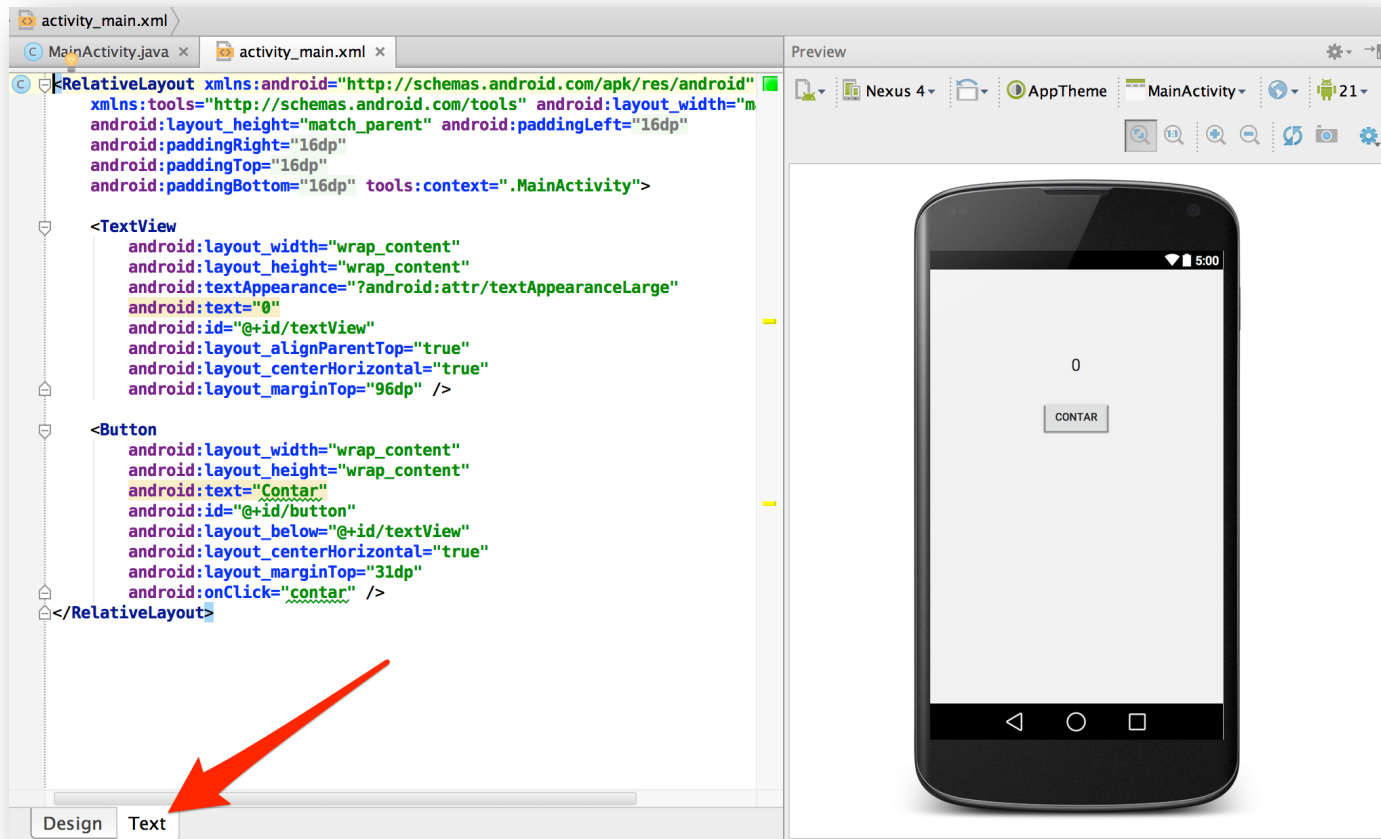 activity_main.xml
MainActivity.java
activity_main.xml
Preview
<RelativeLayout xmlns:android="http://schemas.android.com/apk/res/android"
xmlns:tools="http://schemas.android.com/tools" android:layout_width="m
android:layout_height="match_parent" android:paddingLeft="16dp"
android:paddingRight="16dp"
android:paddingTop="16dp"
android:paddingBottom="16dp" tools:context=".MainActivity">
<TextView
android:layout_width="wrap_content"
android:layout_height="wrap_content"
android:textAppearance="?android:attr/textAppearanceLarge"
android:text="0"
android:id="@+id/textView"
android:layout_alignParentTop="true"
android:layout_centerHorizontal="true"
android:layout_marginTop="96dp" />
<Button
android:layout_width="wrap_content"
android:layout_height="wrap_content"
android:text="Contar"
android:id="@+id/button"
android:layout_below="@+id/textView"
android:layout_centerHorizontal="true"
android:layout_marginTop="31dp"
android:onClick="contar" />
</RelativeLayout>
Design Text
Nexus 4 AppTheme MainActivity 21
1:1
5:00
0
CONTAR